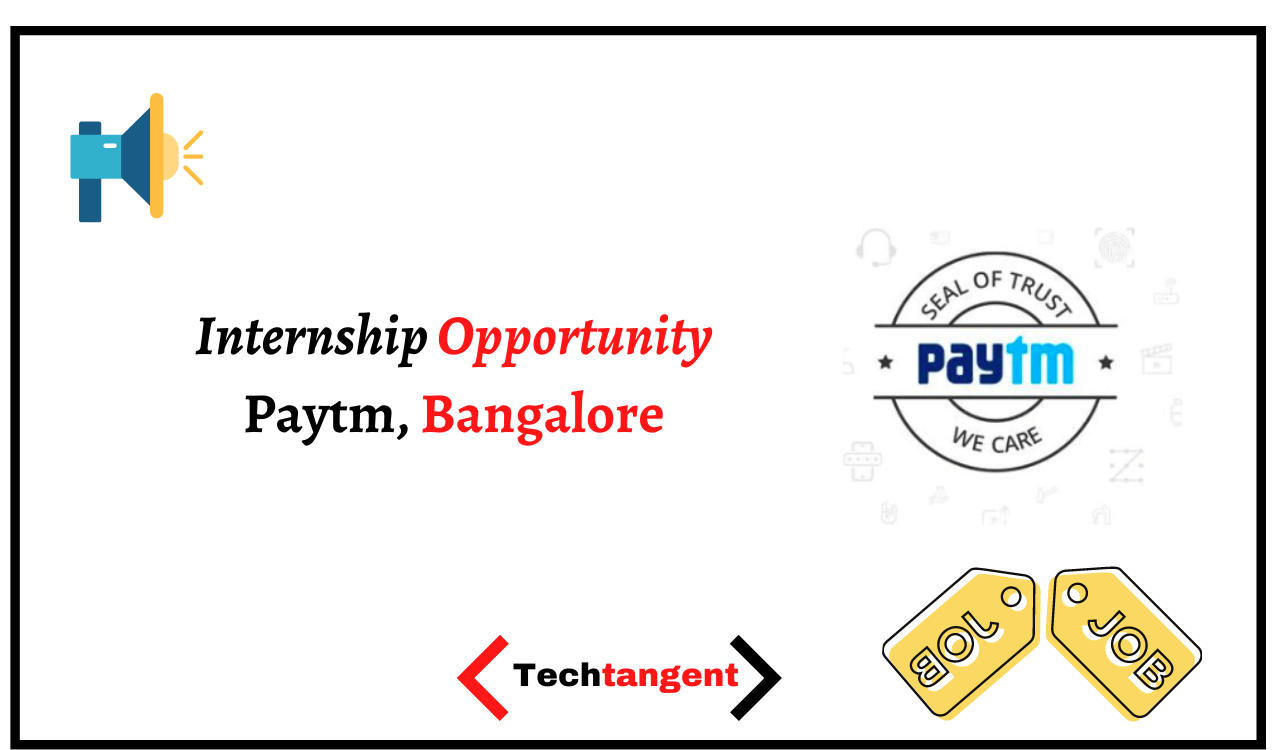 Internship Opportunity
Paytm, Bangalore
SEAL OF TRUST
paytm
WE CARE
JOB
JOB
Techtangent